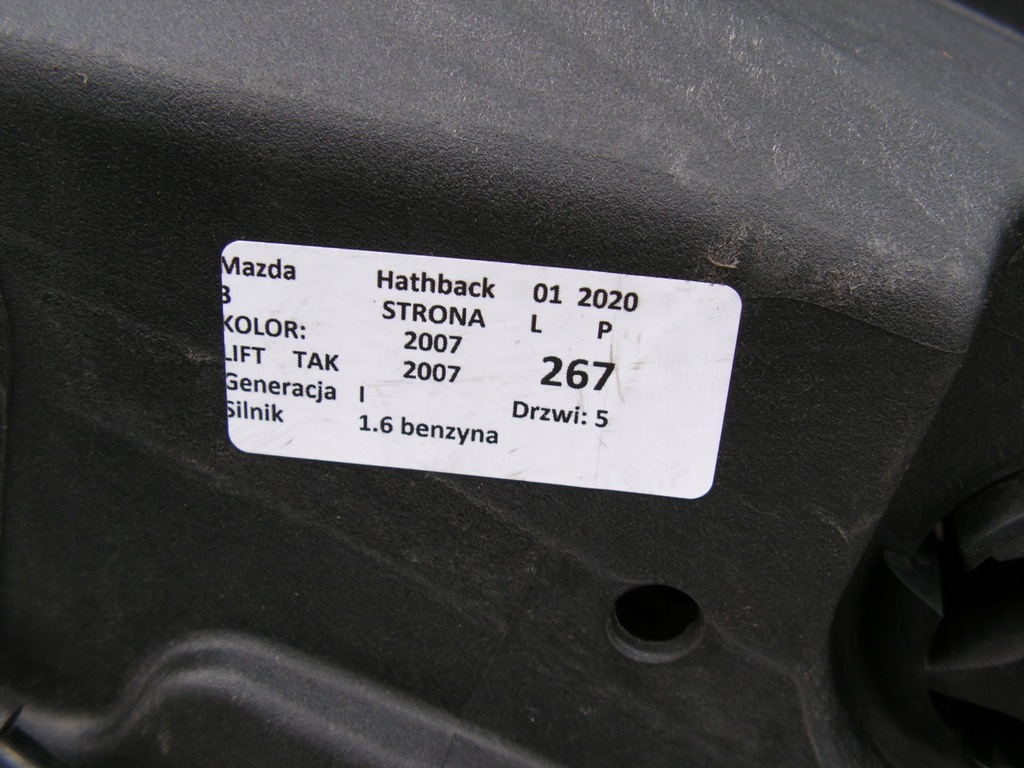 Mazda Hathback 01 2020
3 STRONA L P
KOLOR: 2007
LIFT TAK 2007 267
Generacja I Drzwi: 5
Silnik 1.6 benzyna